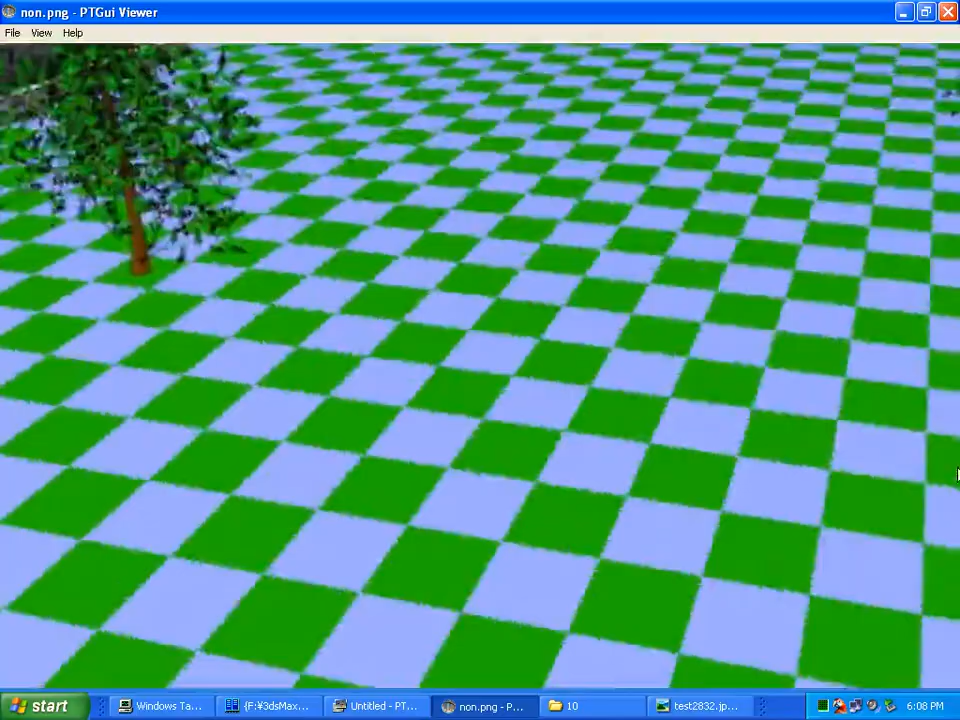 non.png - PTGui Viewer
File View Help
start
Windows Ta...
{F:¥3dsMax...
Untitled - PT...
non.png - P...
10
test2832.jp...
6:08 PM